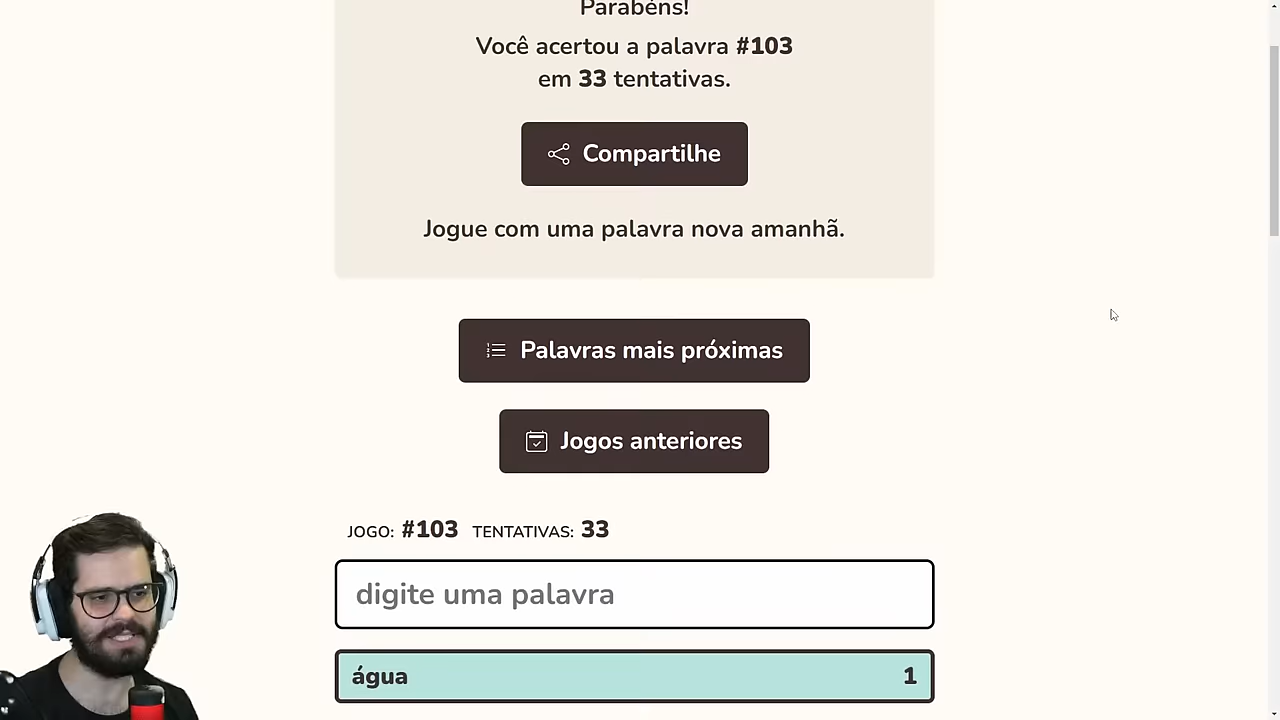 Parabéns!
Você acertou a palavra #103
em 33 tentativas.
Compartilhe
Jogue com uma palavra nova amanhã.
Palavras mais próximas
Jogos anteriores
JOGO: #103 TENTATIVAS: 33
digite uma palavra
água 1